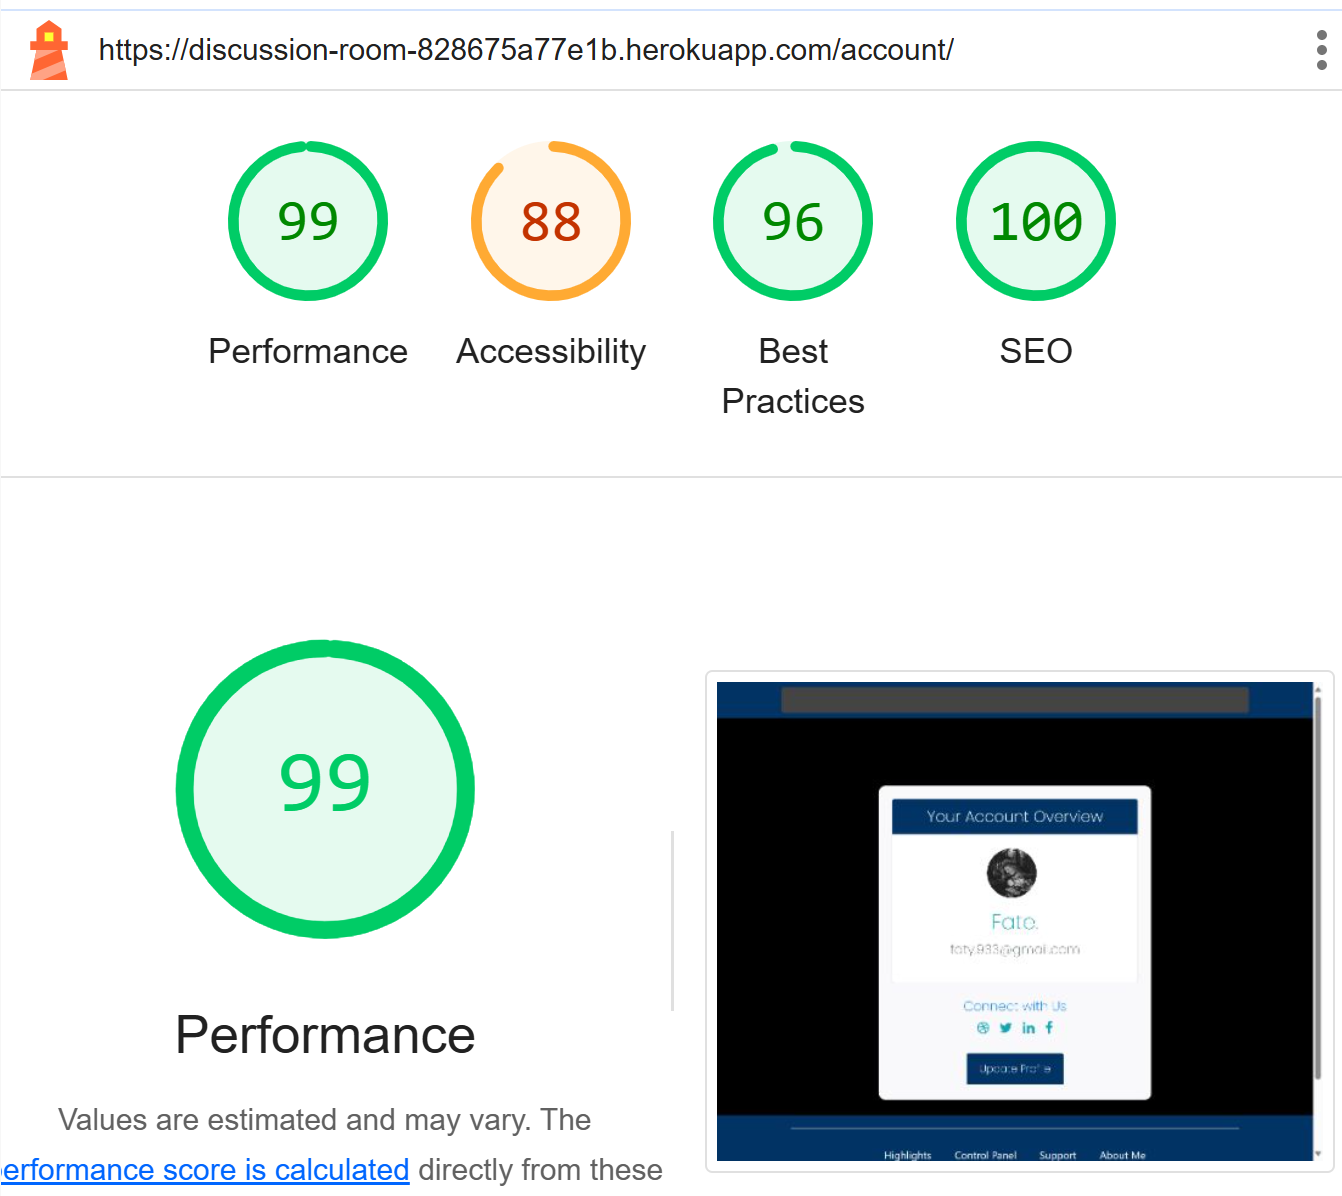 https://discussion-room-828675a77e1b.herokuapp.com/account/
99
88
96
100
Performance
Accessibility
Best
Practices
SEO
99
Performance
Values are estimated and may vary. The
erformance score is calculated directly from these
Your Account Overview
Fate.
faty.933@gmail.com
Connect with Us
Update Profile
Highlights Control Panel Support About Me